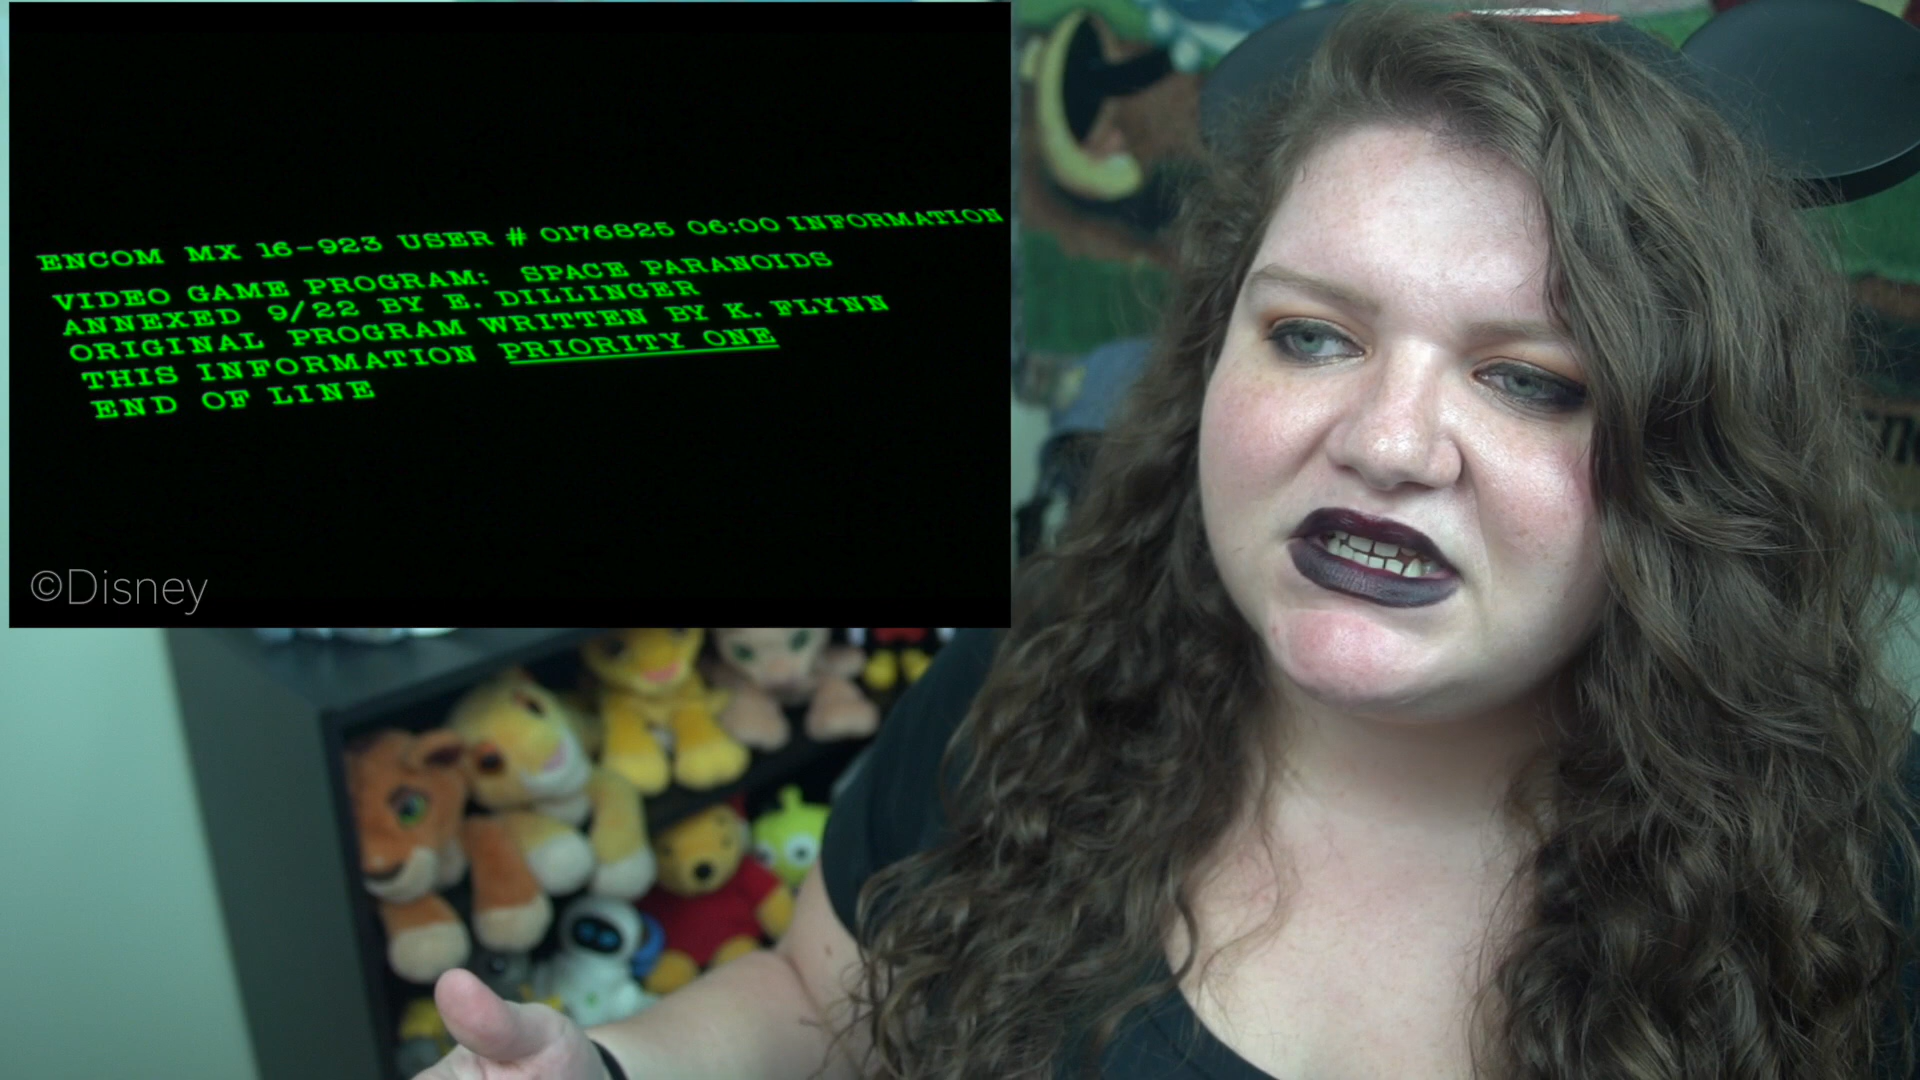 ENCOM MX 16-923 USER # 0176825 06:00 INFORMATION
VIDEO GAME PROGRAM: SPACE PARANOIDS
ANNEXED 9/22 BY E. DILLINGER
ORIGINAL PROGRAM WRITTEN BY K. FLYNN
THIS INFORMATION PRIORITY ONE
END OF LINE
©Disney